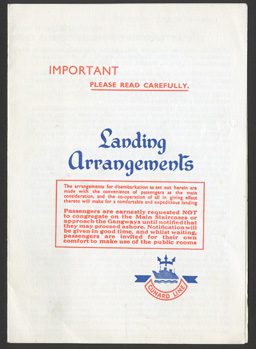 IMPORTANT
PLEASE READ CAREFULLY.
Landing
Arrangements
The arrangements for disembarkation as set out herein are
made with the convenience of passengers as the main
consideration, and the co-operation of all in giving effect
thereto will make for a comfortable and expeditious landing
Passengers are earnestly requested NOT
to congregate on the Main Staircases or
approach the Gangways until notified that
they may proceed ashore. Notification will
be given in good time, and whilst waiting,
passengers are invited for their own
comfort to make use of the public rooms
CUNARD LINE